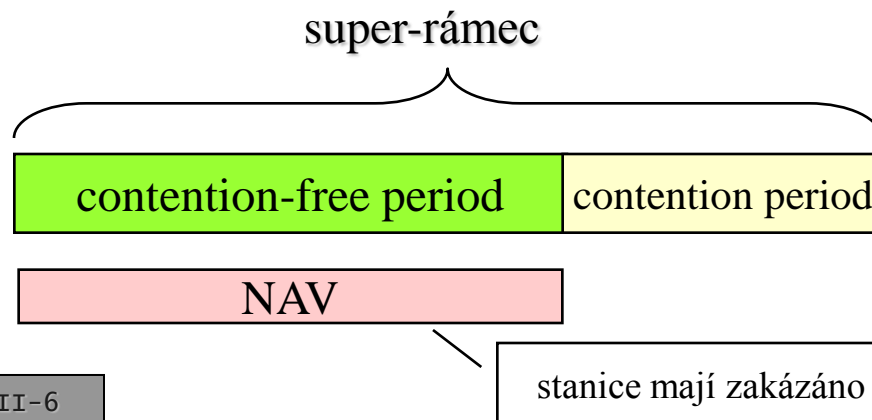 super-rámec
contention-free period
contention period
NAV
stanice mají zakázáno
II-6